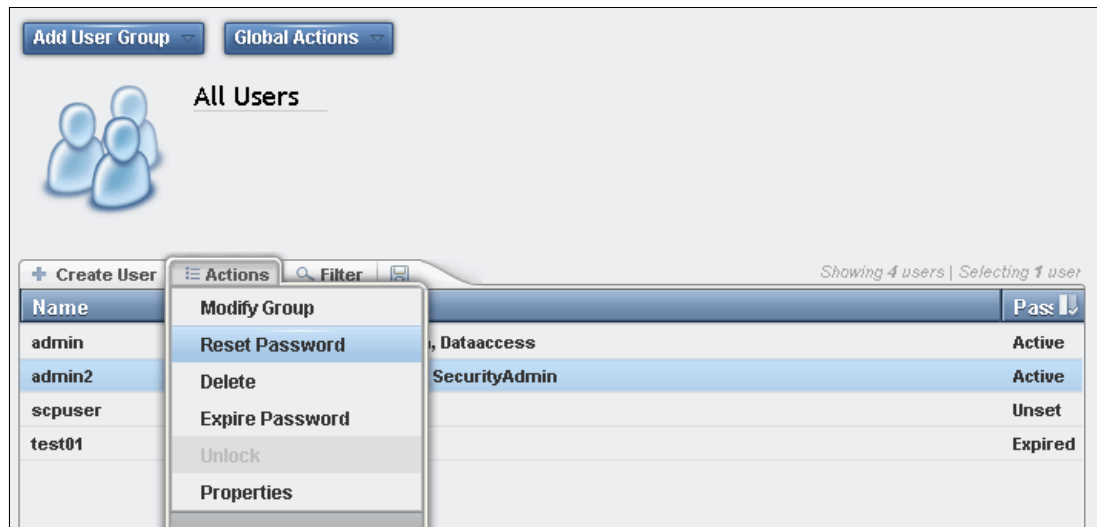 Add User Group Global Actions
All Users
Create User Actions Filter Showing 4 users | Selecting 1 user
Name Pass
Modify Group
admin , Dataaccess Active
Reset Password
admin2 SecurityAdmin Active
Delete
scpuser Unset
Expire Password
test01 Expired
Unlock
Properties